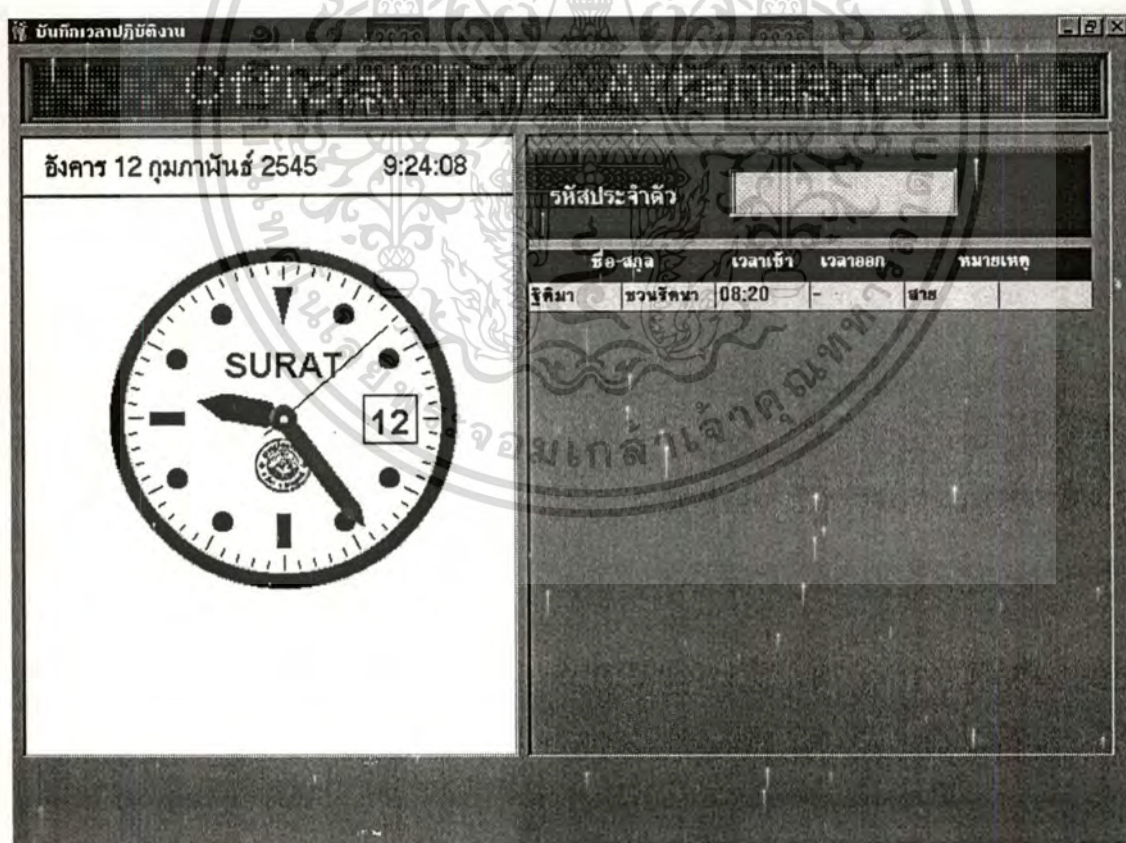 บันทึกเวลาปฏิบัติงาน
Official Time Attendance!
อังคาร 12 กุมภาพันธ์ 2545 9:24:08
รหัสประจำตัว
ชื่อ-สกุล เวลาเข้า เวลาออก หมายเหตุ
ฐิติมา ชวนรัตนา 08:20 - สาย
SURAT
12